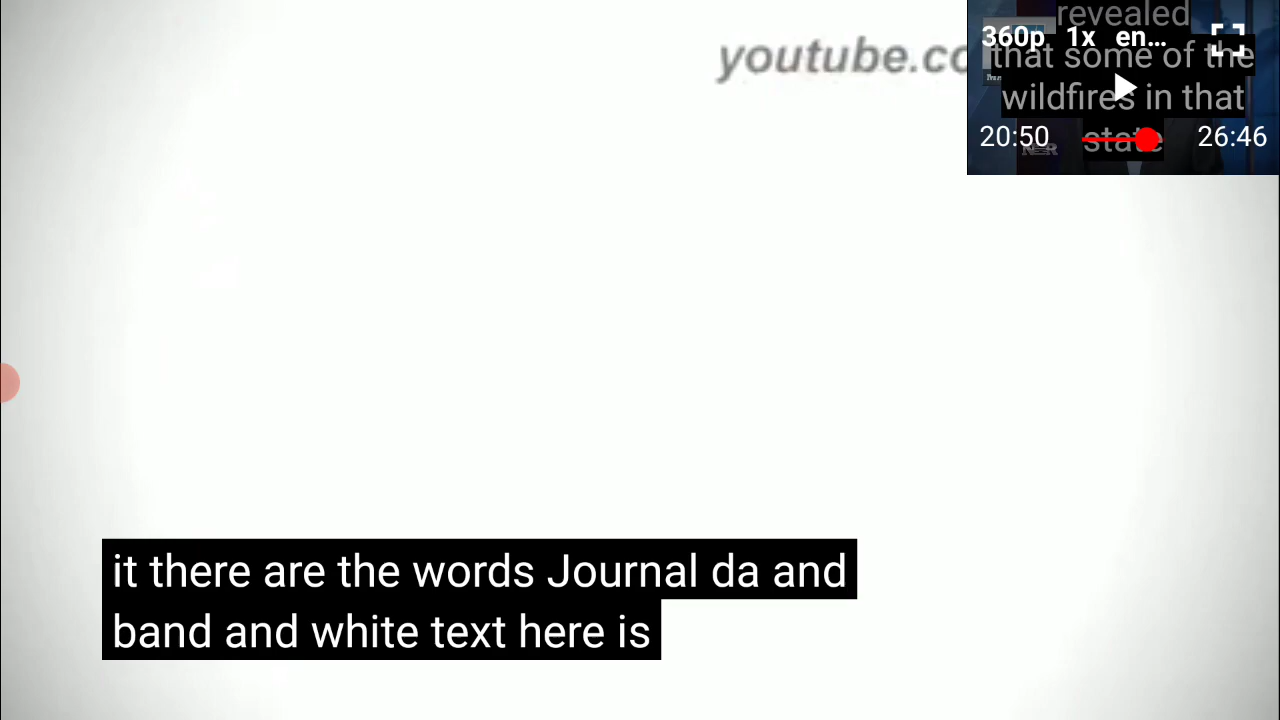 youtube.co
revealed
360p 1x en...
that some of the
wildfires in that
20:50 state 26:46
it there are the words Journal da and
band and white text here is